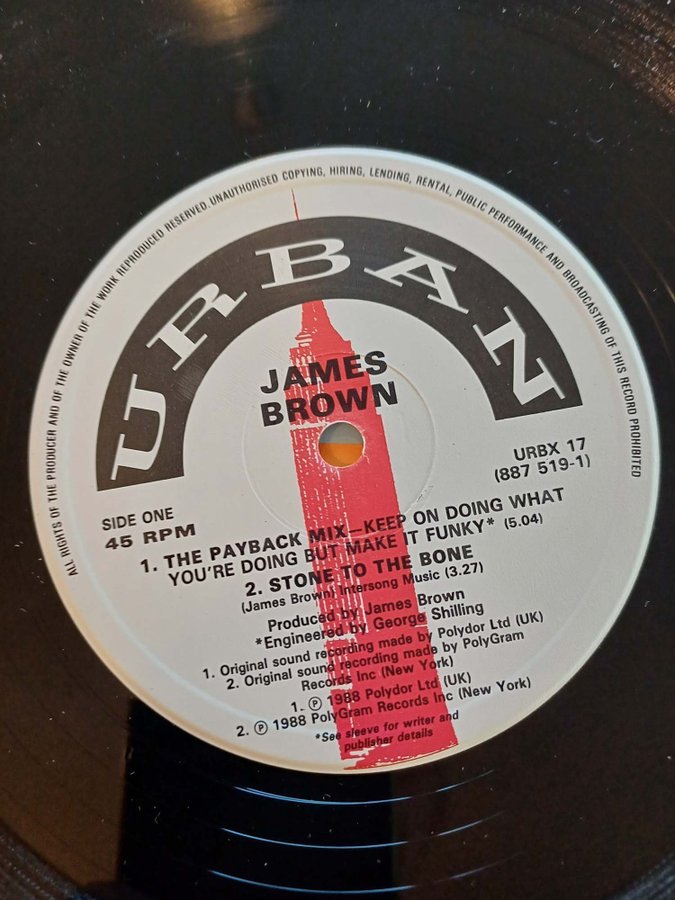 ALL RIGHTS OF THE PRODUCER AND OF THE OWNER OF THE WORK REPRODUCED RESERVED. UNAUTHORISED COPYING, HIRING, LENDING, RENTAL, PUBLIC PERFORMANCE AND BROADCASTING OF THIS RECORD PROHIBITED
URBAN
JAMES
BROWN
URBX 17
(887 519-1)
SIDE ONE
45 RPM
1. THE PAYBACK MIX—KEEP ON DOING WHAT
YOU'RE DOING BUT MAKE IT FUNKY* (5.04)
2. STONE TO THE BONE
(James Brown) Intersong Music (3.27)
Produced by James Brown
*Engineered by George Shilling
1. Original sound recording made by Polydor Ltd (UK)
2. Original sound recording made by PolyGram
Records Inc (New York)
1. ℗ 1988 Polydor Ltd (UK)
2. ℗ 1988 PolyGram Records Inc (New York)
*See sleeve for writer and
publisher details